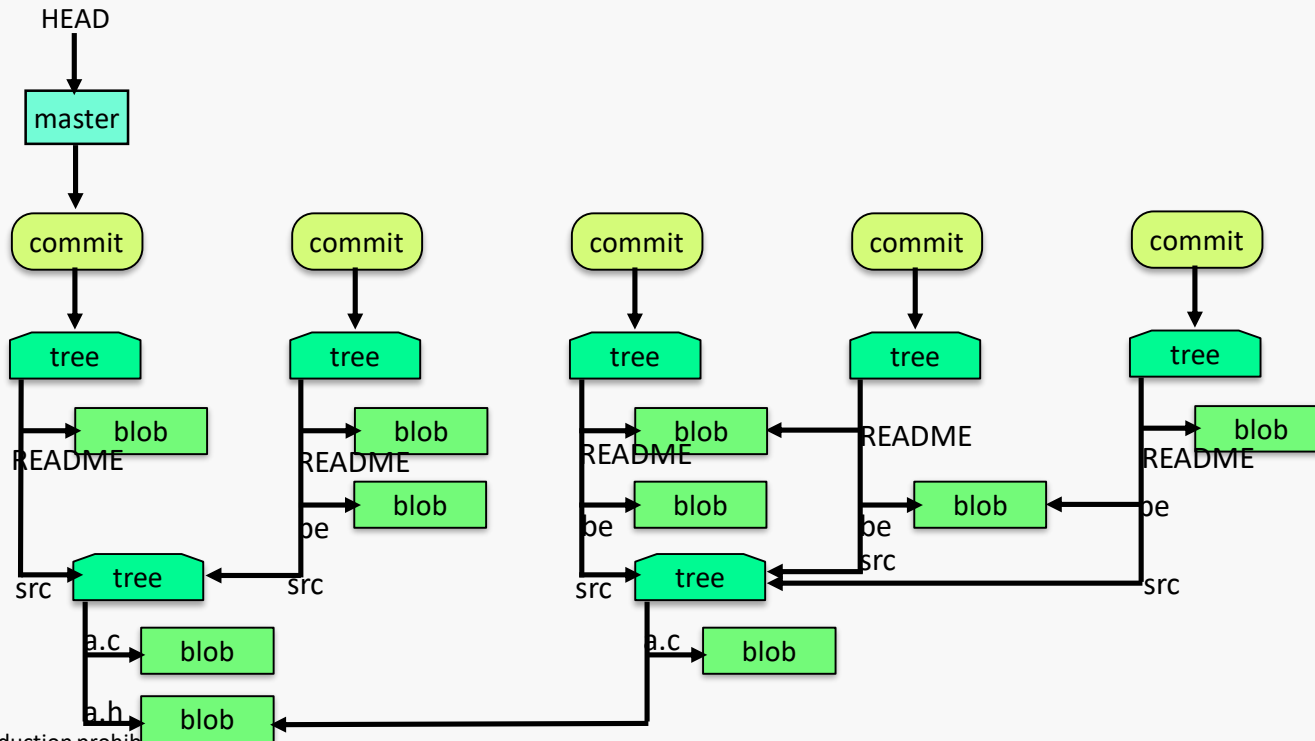 HEAD
master
commit
commit
commit
commit
commit
tree
tree
tree
tree
tree
blob
blob
blob
blob
README
README
README
README
README
blob
blob
blob
be
be
be
be
tree
tree
src
src
src
src
src
a.c
blob
a.c
blob
a.h
blob